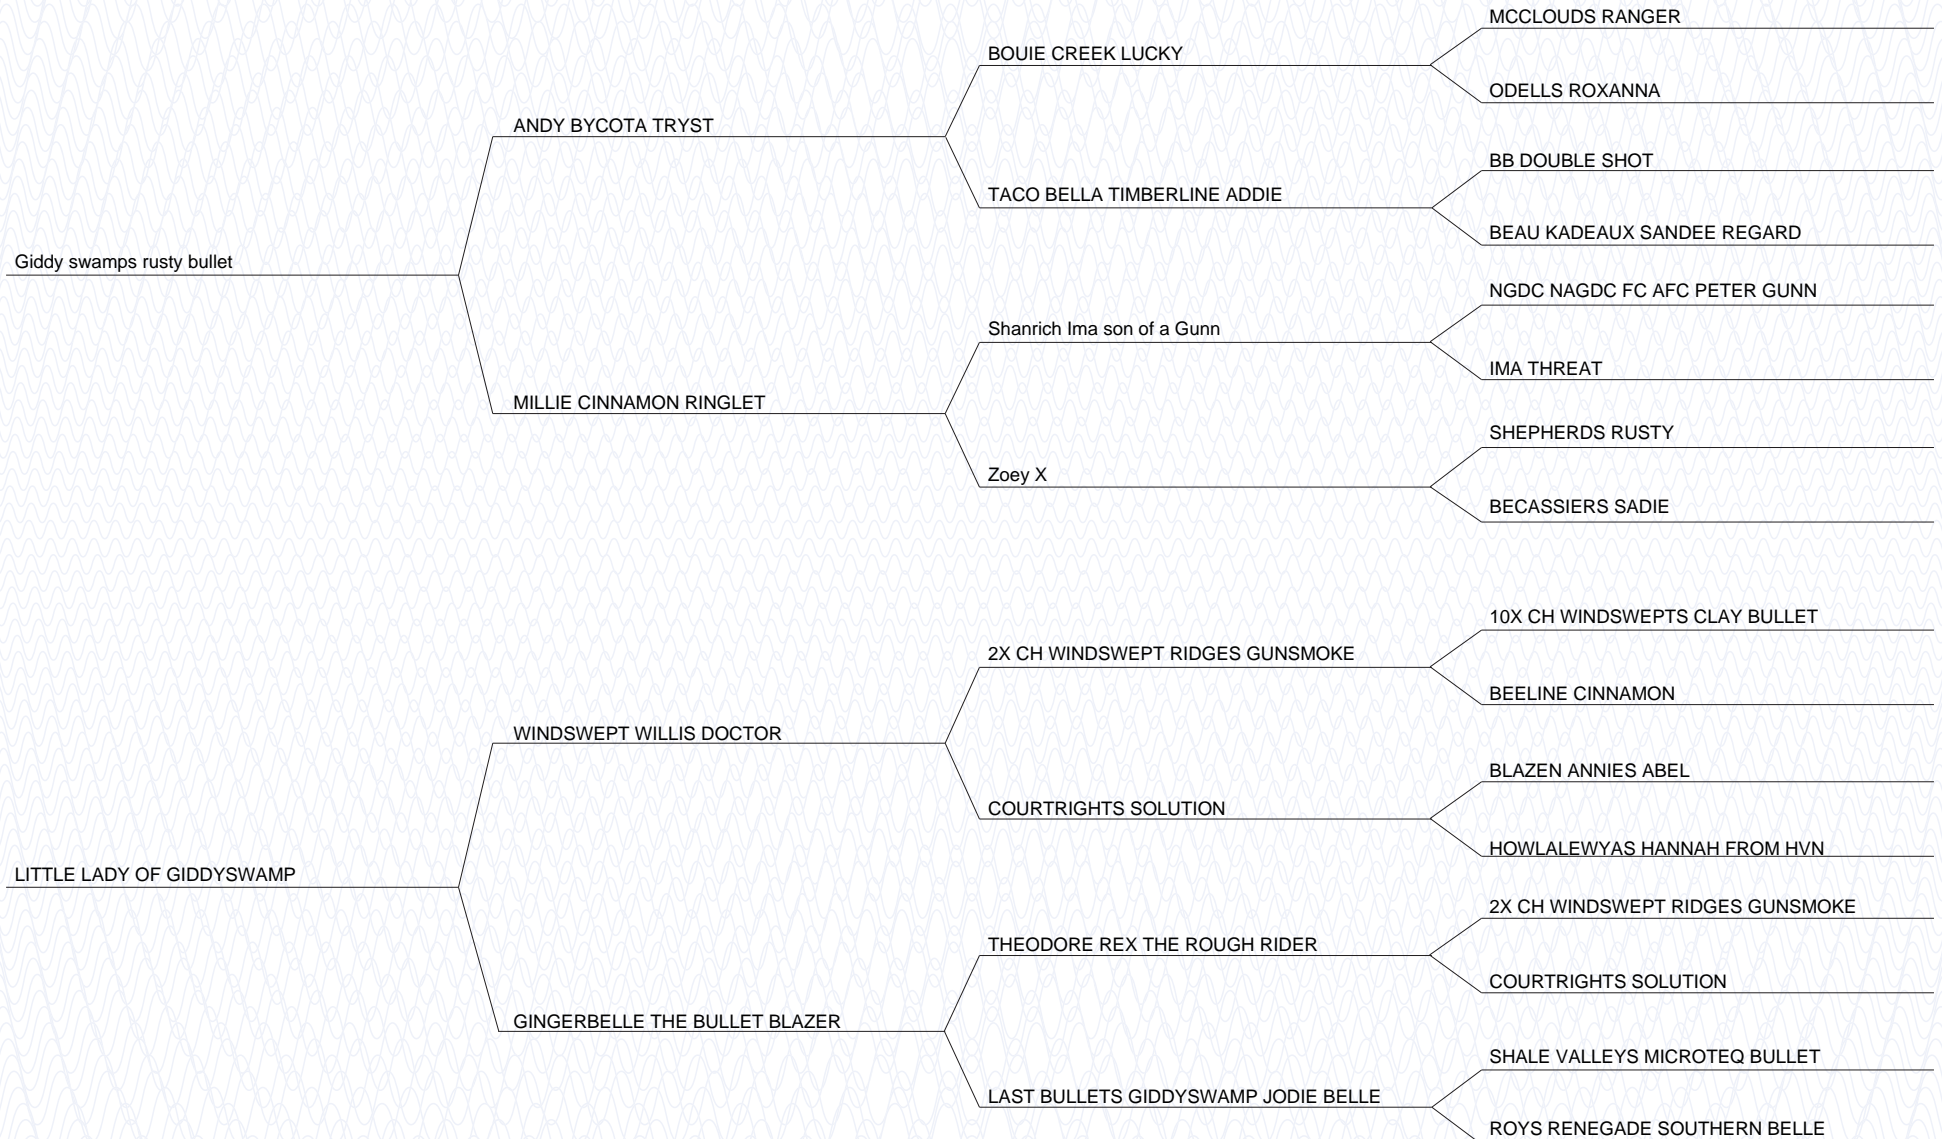 MCCLOUDS RANGER
BOUIE CREEK LUCKY
ODELLS ROXANNA
ANDY BYCOTA TRYST
BB DOUBLE SHOT
TACO BELLA TIMBERLINE ADDIE
BEAU KADEAUX SANDEE REGARD
Giddy swamps rusty bullet
NGDC NAGDC FC AFC PETER GUNN
Shanrich Ima son of a Gunn
IMA THREAT
MILLIE CINNAMON RINGLET
SHEPHERDS RUSTY
Zoey X
BECASSIERS SADIE
10X CH WINDSWEPTS CLAY BULLET
2X CH WINDSWEPT RIDGES GUNSMOKE
BEELINE CINNAMON
WINDSWEPT WILLIS DOCTOR
BLAZEN ANNIES ABEL
COURTRIGHTS SOLUTION
HOWLALEWYAS HANNAH FROM HVN
LITTLE LADY OF GIDDYSWAMP
2X CH WINDSWEPT RIDGES GUNSMOKE
THEODORE REX THE ROUGH RIDER
COURTRIGHTS SOLUTION
GINGERBELLE THE BULLET BLAZER
SHALE VALLEYS MICROTEQ BULLET
LAST BULLETS GIDDYSWAMP JODIE BELLE
ROYS RENEGADE SOUTHERN BELLE